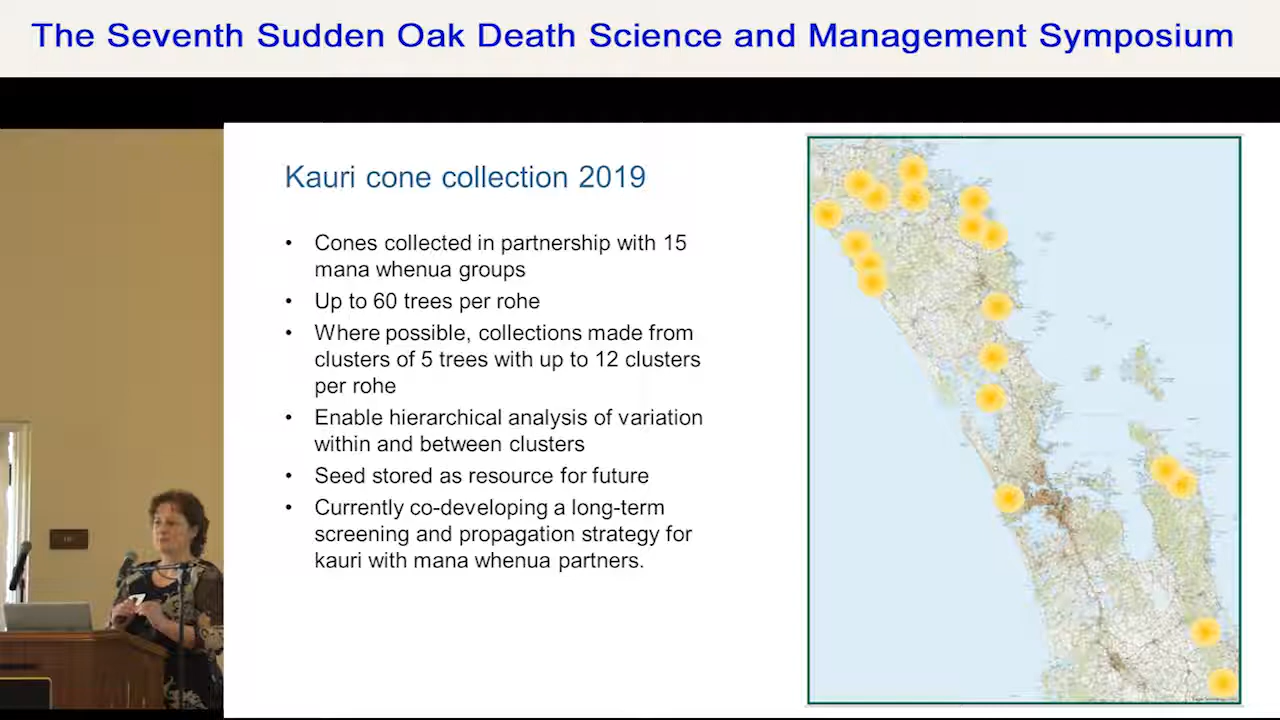 The Seventh Sudden Oak Death Science and Management Symposium
Kauri cone collection 2019
• Cones collected in partnership with 15
mana whenua groups
• Up to 60 trees per rohe
• Where possible, collections made from
clusters of 5 trees with up to 12 clusters
per rohe
• Enable hierarchical analysis of variation
within and between clusters
• Seed stored as resource for future
• Currently co-developing a long-term
screening and propagation strategy for
kauri with mana whenua partners.